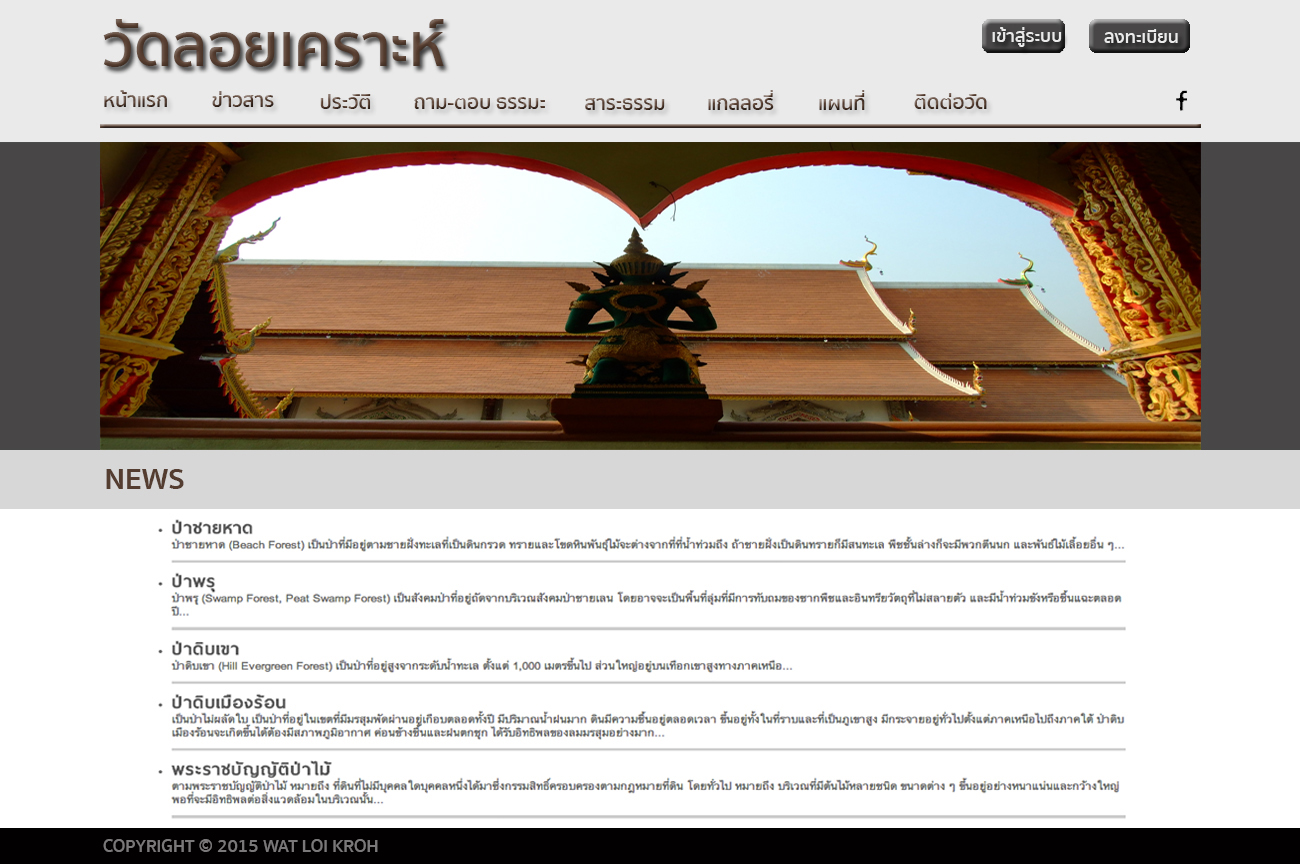 วัดลอยเคราะห์
เข้าสู่ระบบ ลงทะเบียน
หน้าแรก ข่าวสาร ประวัติ ถาม-ตอบ ธรรมะ สาระธรรม แกลลอรี่ แผนที่ ติดต่อวัด f
NEWS
• ป่าชายหาด
ป่าชายหาด (Beach Forest) เป็นป่าที่มีอยู่ตามชายฝั่งทะเลที่เป็นดินกรวด ทรายและโขดหินพันธุ์ไม้จะต่างจากที่ที่น้ำท่วมถึง ถ้าชายฝั่งเป็นดินทรายก็มีสนทะเล พืชชั้นล่างก็จะมีพวกตีนนก และพันธ์ไม้เลื้อยอื่น ๆ...
• ป่าพรุ
ป่าพรุ (Swamp Forest, Peat Swamp Forest) เป็นสังคมป่าที่อยู่ถัดจากบริเวณสังคมป่าชายเลน โดยอาจจะเป็นพื้นที่ลุ่มที่มีการทับถมของซากพืชและอินทรียวัตถุที่ไม่สลายตัว และมีน้ำท่วมขังหรือชื้นแฉะตลอด
ปี...
• ป่าดิบเขา
ป่าดิบเขา (Hill Evergreen Forest) เป็นป่าที่อยู่สูงจากระดับน้ำทะเล ตั้งแต่ 1,000 เมตรขึ้นไป ส่วนใหญ่อยู่บนเทือกเขาสูงทางภาคเหนือ...
• ป่าดิบเมืองร้อน
เป็นป่าไม่ผลัดใบ เป็นป่าที่อยู่ในเขตที่มีมรสุมพัดผ่านอยู่เกือบตลอดทั้งปี มีปริมาณน้ำฝนมาก ดินมีความชื้นอยู่ตลอดเวลา ขึ้นอยู่ทั้งในที่ราบและที่เป็นภูเขาสูง มีกระจายอยู่ทั่วไปตั้งแต่ภาคเหนือไปถึงภาคใต้ ป่าดิบ
เมืองร้อนจะเกิดขึ้นได้ต้องมีสภาพภูมิอากาศ ค่อนข้างชื้นและฝนตกชุก ได้รับอิทธิพลของลมมรสุมอย่างมาก...
• พระราชบัญญัติป่าไม้
ตามพระราชบัญญัติป่าไม้ หมายถึง ที่ดินที่ไม่มีบุคคลใดบุคคลหนึ่งได้มาซึ่งกรรมสิทธิ์ครอบครองตามกฎหมายที่ดิน โดยทั่วไป หมายถึง บริเวณที่มีต้นไม้หลายชนิด ขนาดต่าง ๆ ขึ้นอยู่อย่างหนาแน่นและกว้างใหญ่
พอที่จะมีอิทธิพลต่อสิ่งแวดล้อมในบริเวณนั้น...
COPYRIGHT © 2015 WAT LOI KROH